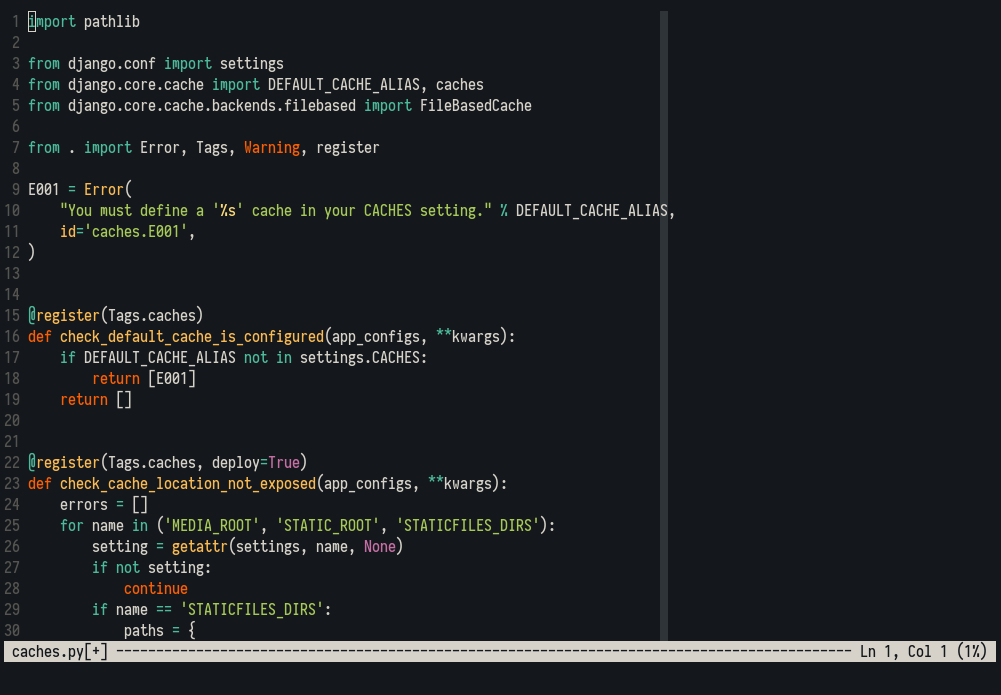 1 import pathlib
2
3 from django.conf import settings
4 from django.core.cache import DEFAULT_CACHE_ALIAS, caches
5 from django.core.cache.backends.filebased import FileBasedCache
6
7 from . import Error, Tags, Warning, register
8
9 E001 = Error(
10     "You must define a '%s' cache in your CACHES setting." % DEFAULT_CACHE_ALIAS,
11     id='caches.E001',
12 )
13
14
15 @register(Tags.caches)
16 def check_default_cache_is_configured(app_configs, **kwargs):
17     if DEFAULT_CACHE_ALIAS not in settings.CACHES:
18         return [E001]
19     return []
20
21
22 @register(Tags.caches, deploy=True)
23 def check_cache_location_not_exposed(app_configs, **kwargs):
24     errors = []
25     for name in ('MEDIA_ROOT', 'STATIC_ROOT', 'STATICFILES_DIRS'):
26         setting = getattr(settings, name, None)
27         if not setting:
28             continue
29         if name == 'STATICFILES_DIRS':
30             paths = {
caches.py[+] -------------------------------------------------------------------------------------------- Ln 1, Col 1 (1%)